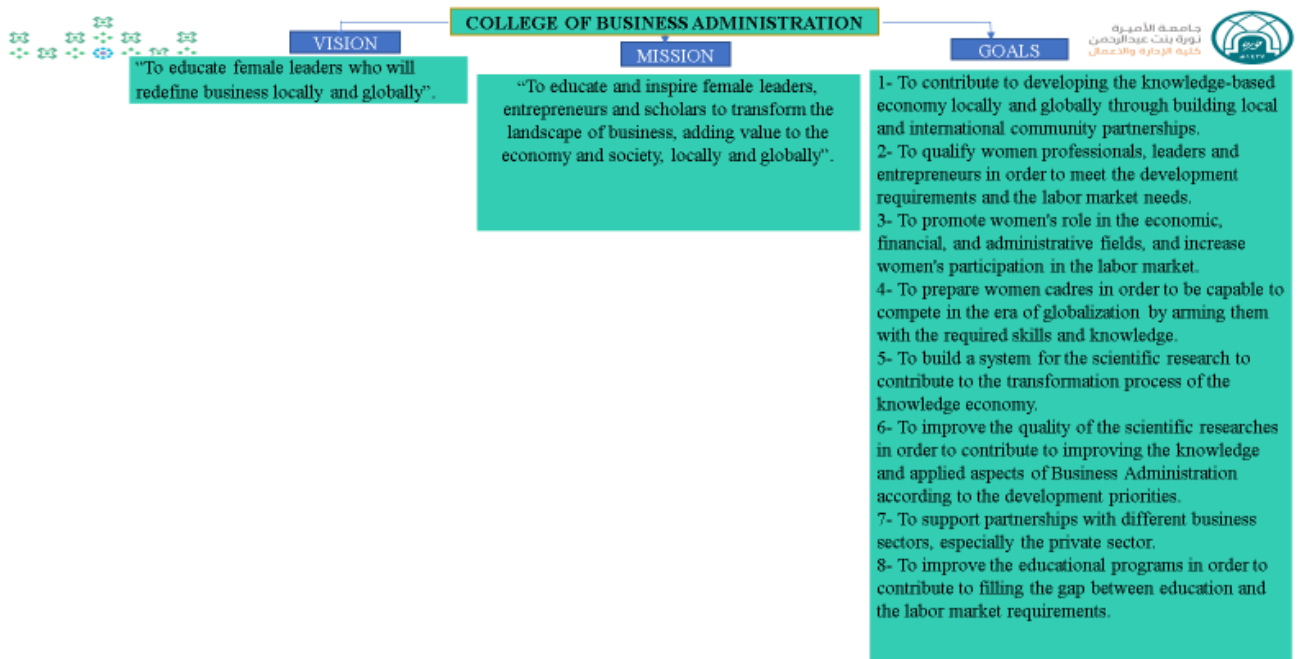 COLLEGE OF BUSINESS ADMINISTRATION
جامعة الأميرة
نورة بنت عبدالرحمن
كلية الإدارة والأعمال
VISION
"To educate female leaders who will
redefine business locally and globally".
MISSION
"To educate and inspire female leaders,
entrepreneurs and scholars to transform the
landscape of business, adding value to the
economy and society, locally and globally".
GOALS
1- To contribute to developing the knowledge-based
economy locally and globally through building local
and international community partnerships.
2- To qualify women professionals, leaders and
entrepreneurs in order to meet the development
requirements and the labor market needs.
3- To promote women's role in the economic,
financial, and administrative fields, and increase
women's participation in the labor market.
4- To prepare women cadres in order to be capable to
compete in the era of globalization by arming them
with the required skills and knowledge.
5- To build a system for the scientific research to
contribute to the transformation process of the
knowledge economy.
6- To improve the quality of the scientific researches
in order to contribute to improving the knowledge
and applied aspects of Business Administration
according to the development priorities.
7- To support partnerships with different business
sectors, especially the private sector.
8- To improve the educational programs in order to
contribute to filling the gap between education and
the labor market requirements.